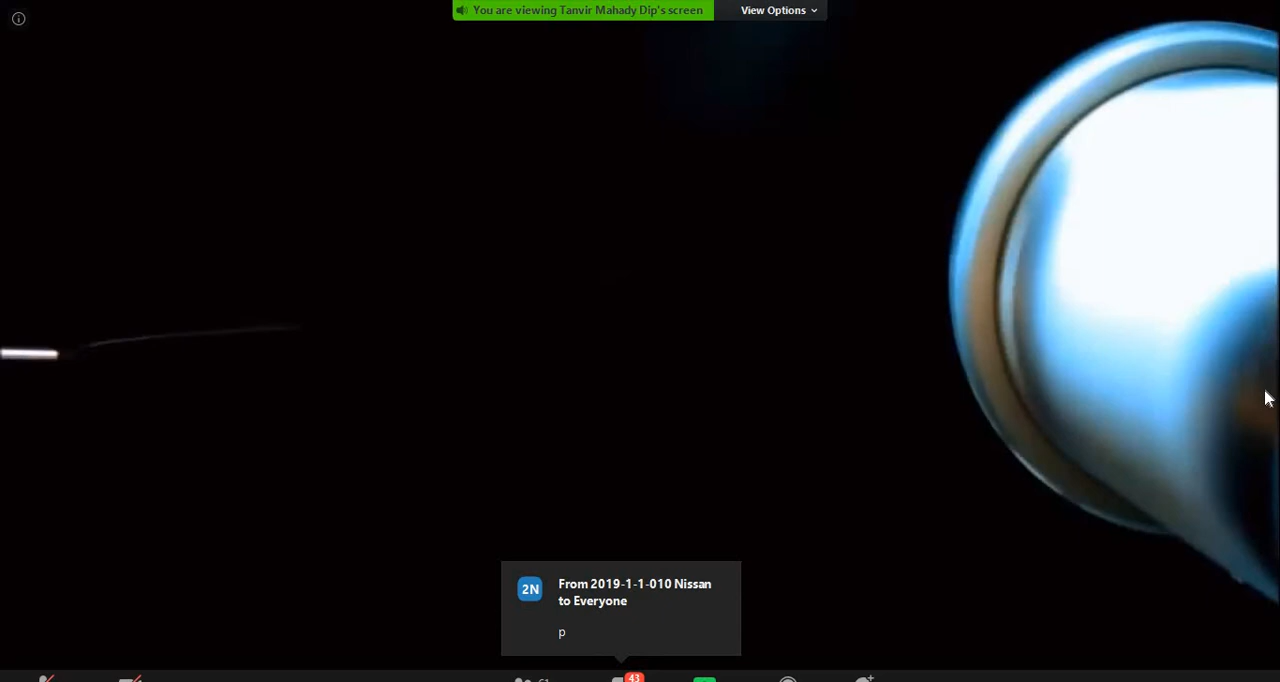 You are viewing Tanvir Mahady Dip's screen
View Options
2N
From 2019-1-1-010 Nissan
to Everyone
p
43